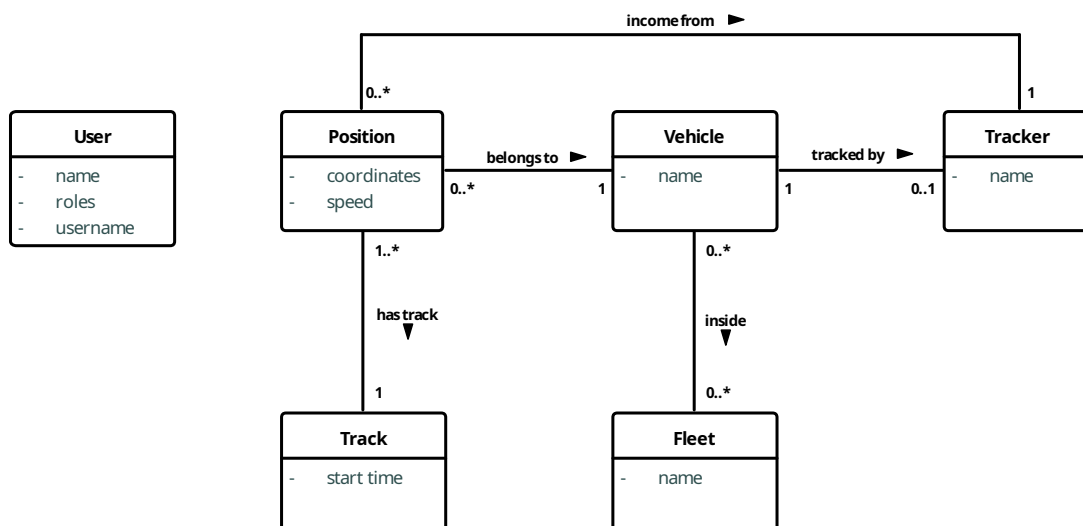 income from
0..*
1
User
- name
- roles
- username
Position
- coordinates
- speed
belongs to
0..*
1
Vehicle
- name
tracked by
1
0..1
Tracker
- name
1..*
has track
1
0..*
inside
0..*
Track
- start time
Fleet
- name